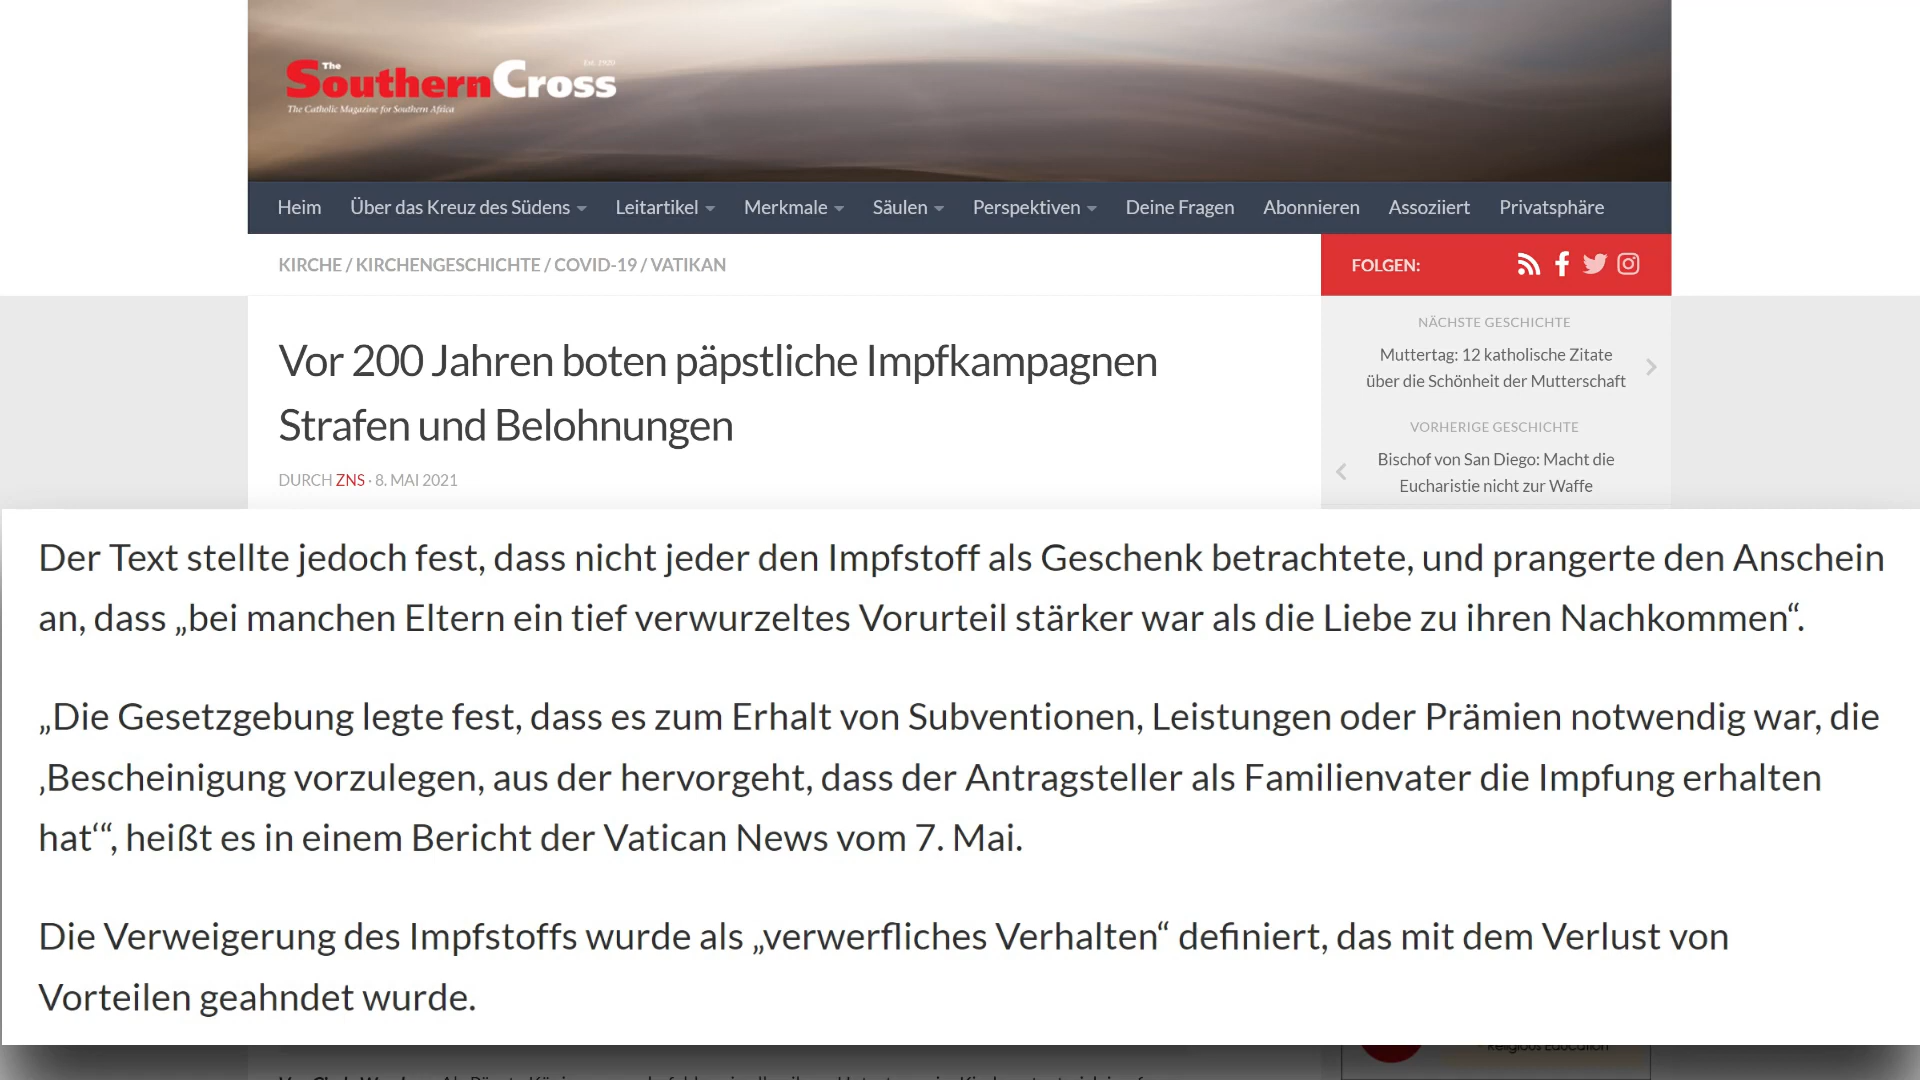 The
SouthernCross
Est. 1920
The Catholic Magazine for Southern Africa
Heim Über das Kreuz des Südens Leitartikel Merkmale Säulen Perspektiven Deine Fragen Abonnieren Assoziiert Privatsphäre
KIRCHE / KIRCHENGESCHICHTE / COVID-19 / VATIKAN
FOLGEN:
Vor 200 Jahren boten päpstliche Impfkampagnen
Strafen und Belohnungen
DURCH ZNS · 8. MAI 2021
NÄCHSTE GESCHICHTE
Muttertag: 12 katholische Zitate
über die Schönheit der Mutterschaft
VORHERIGE GESCHICHTE
Bischof von San Diego: Macht die
Eucharistie nicht zur Waffe
Der Text stellte jedoch fest, dass nicht jeder den Impfstoff als Geschenk betrachtete, und prangerte den Anschein
an, dass „bei manchen Eltern ein tief verwurzeltes Vorurteil stärker war als die Liebe zu ihren Nachkommen“.
„Die Gesetzgebung legte fest, dass es zum Erhalt von Subventionen, Leistungen oder Prämien notwendig war, die
‚Bescheinigung vorzulegen, aus der hervorgeht, dass der Antragsteller als Familienvater die Impfung erhalten
hat‘“, heißt es in einem Bericht der Vatican News vom 7. Mai.
Die Verweigerung des Impfstoffs wurde als „verwerfliches Verhalten“ definiert, das mit dem Verlust von
Vorteilen geahndet wurde.
Religious Education